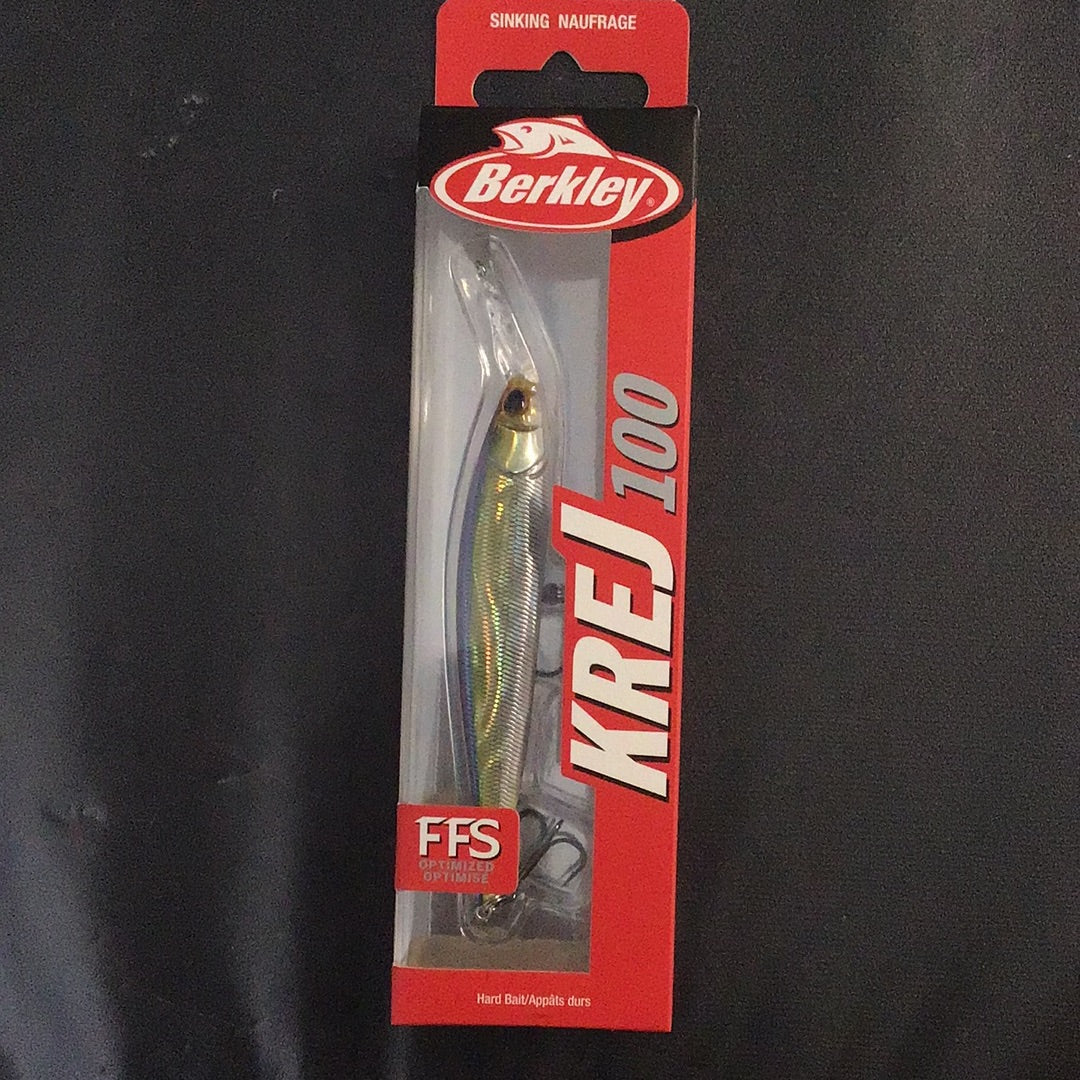 SINKING NAUFRAGE
Berkley®
KREJ 100
FFS
OPTIMIZED
OPTIMISÉ
Hard Bait/Appâts durs